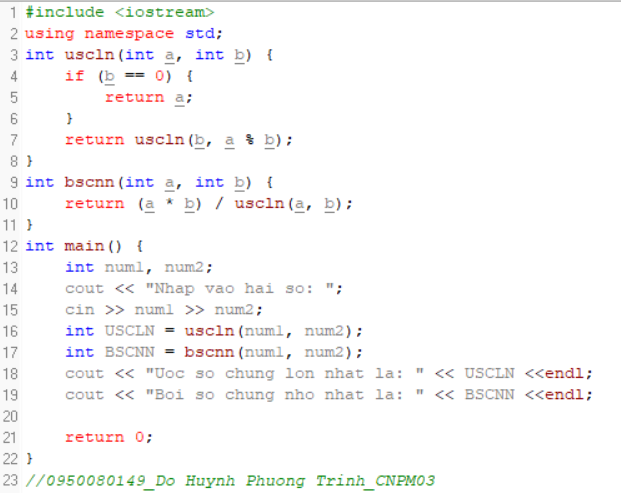 1 #include <iostream>
2 using namespace std;
3 int uscln(int a, int b) {
4     if (b == 0) {
5         return a;
6     }
7     return uscln(b, a % b);
8 }
9 int bscnn(int a, int b) {
10     return (a * b) / uscln(a, b);
11 }
12 int main() {
13     int num1, num2;
14     cout << "Nhap vao hai so: ";
15     cin >> num1 >> num2;
16     int USCLN = uscln(num1, num2);
17     int BSCNN = bscnn(num1, num2);
18     cout << "Uoc so chung lon nhat la: " << USCLN <<endl;
19     cout << "Boi so chung nho nhat la: " << BSCNN <<endl;
20
21     return 0;
22 }
23 //0950080149_Do Huynh Phuong Trinh_CNPM03